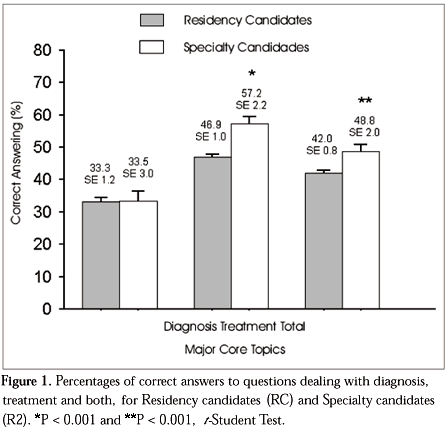 Residency Candidates
Specialty Candidades
Correct Answering (%)
80
70
60
50
40
30
20
10
0
33.3
SE 1.2
33.5
SE 3.0
46.9
SE 1.0
*
57.2
SE 2.2
42.0
SE 0.8
**
48.8
SE 2.0
Diagnosis Treatment Total
Major Core Topics
Figure 1. Percentages of correct answers to questions dealing with diagnosis,
treatment and both, for Residency candidates (RC) and Specialty candidates
(R2). *P < 0.001 and **P < 0.001, t-Student Test.